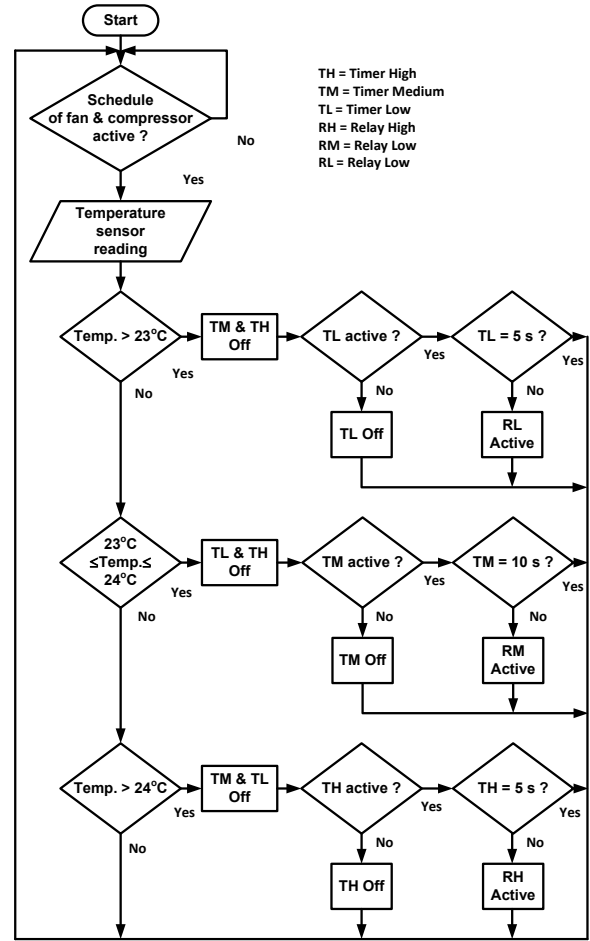 Start
Schedule
of fan & compressor
active ?
No
Yes
TH = Timer High
TM = Timer Medium
TL = Timer Low
RH = Relay High
RM = Relay Low
RL = Relay Low
Temperature
sensor
reading
Temp. > 23°C
Yes
No
TM & TH
Off
TL active ?
Yes
No
TL = 5 s ?
Yes
No
TL Off
RL
Active
23°C
≤Temp.≤
24°C
Yes
No
TL & TH
Off
TM active ?
Yes
No
TM = 10 s ?
Yes
No
TM Off
RM
Active
Temp. > 24°C
Yes
No
TM & TL
Off
TH active ?
Yes
No
TH = 5 s ?
Yes
No
TH Off
RH
Active